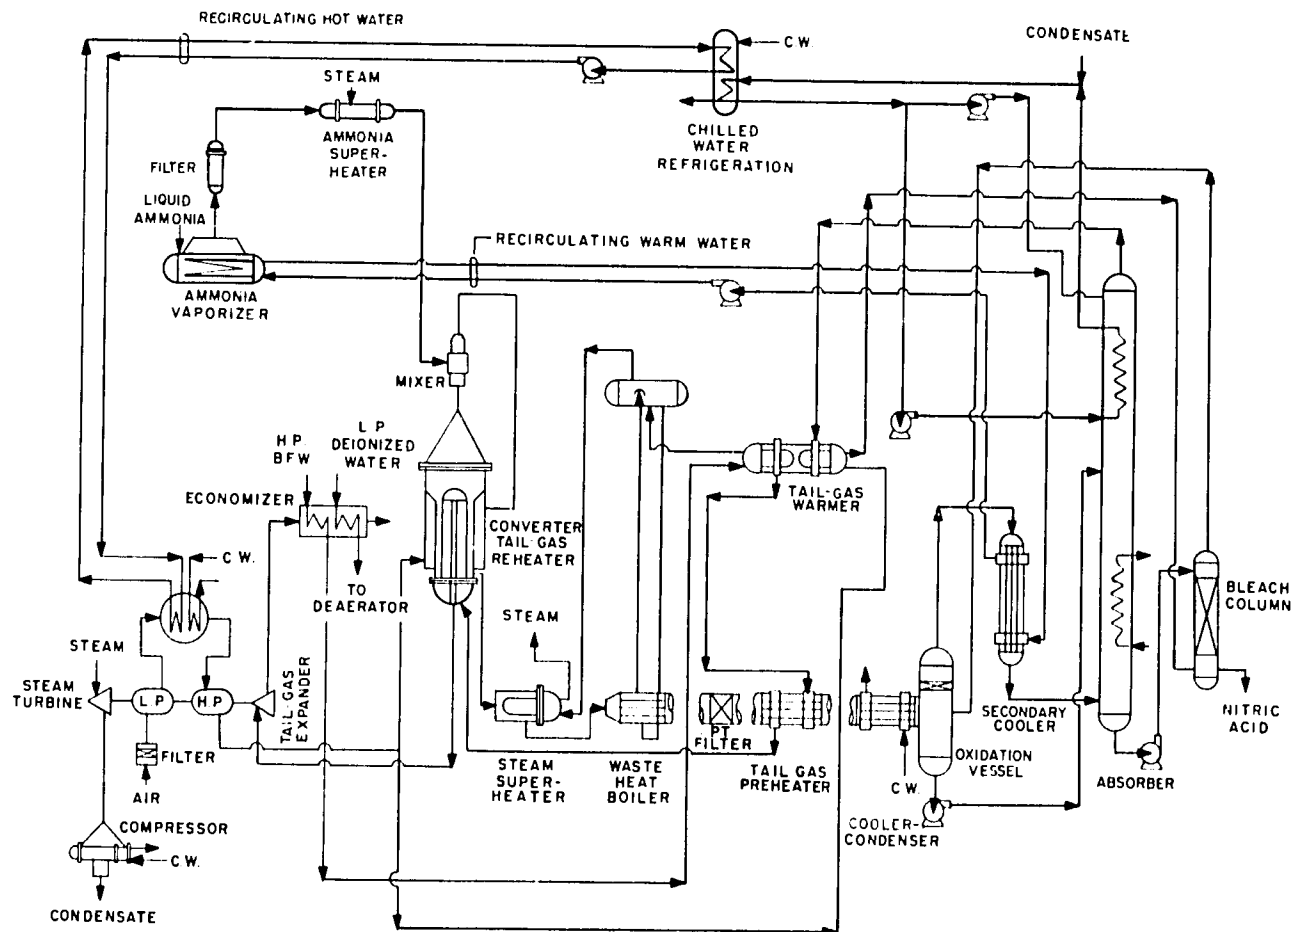 RECIRCULATING HOT WATER
C.W.
CONDENSATE
STEAM
AMMONIA
SUPER-
HEATER
CHILLED
WATER
REFRIGERATION
FILTER
LIQUID
AMMONIA
RECIRCULATING WARM WATER
AMMONIA
VAPORIZER
MIXER
H.P.
BFW
L.P.
DEIONIZED
WATER
ECONOMIZER
TAIL-GAS
WARMER
CONVERTER
TAIL-GAS
REHEATER
C.W.
TO
DEAERATOR
BLEACH
COLUMN
STEAM
STEAM
STEAM
TURBINE
L P
H P
TAIL-GAS
EXPANDER
NITRIC
ACID
SECONDARY
COOLER
FILTER
PT
FILTER
OXIDATION
VESSEL
STEAM
SUPER-
HEATER
WASTE
HEAT
BOILER
TAIL GAS
PREHEATER
C.W.
ABSORBER
AIR
COOLER-
CONDENSER
COMPRESSOR
C.W.
CONDENSATE